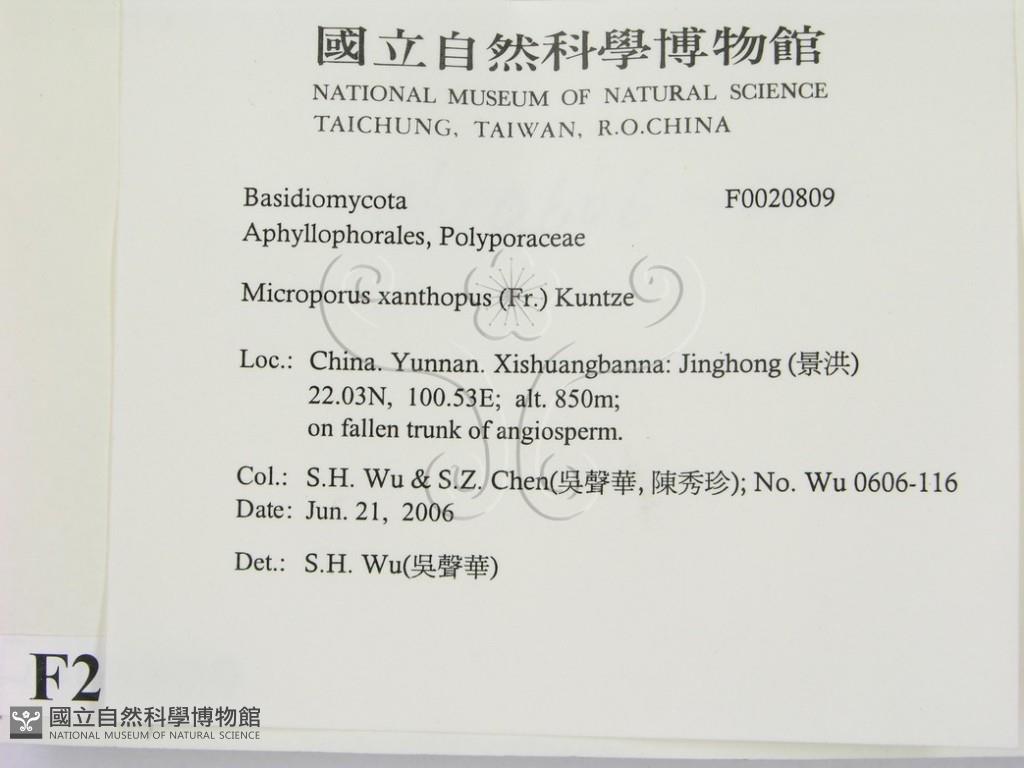 國立自然科學博物館
NATIONAL MUSEUM OF NATURAL SCIENCE
TAICHUNG, TAIWAN, R.O.CHINA
Basidiomycota F0020809
Aphyllophorales, Polyporaceae
Microporus xanthopus (Fr.) Kuntze
Loc.: China. Yunnan. Xishuangbanna: Jinghong (景洪)
22.03N, 100.53E; alt. 850m;
on fallen trunk of angiosperm.
Col.: S.H. Wu & S.Z. Chen(吳聲華, 陳秀珍); No. Wu 0606-116
Date: Jun. 21, 2006
Det.: S.H. Wu(吳聲華)
F2
國立自然科學博物館
NATIONAL MUSEUM OF NATURAL SCIENCE